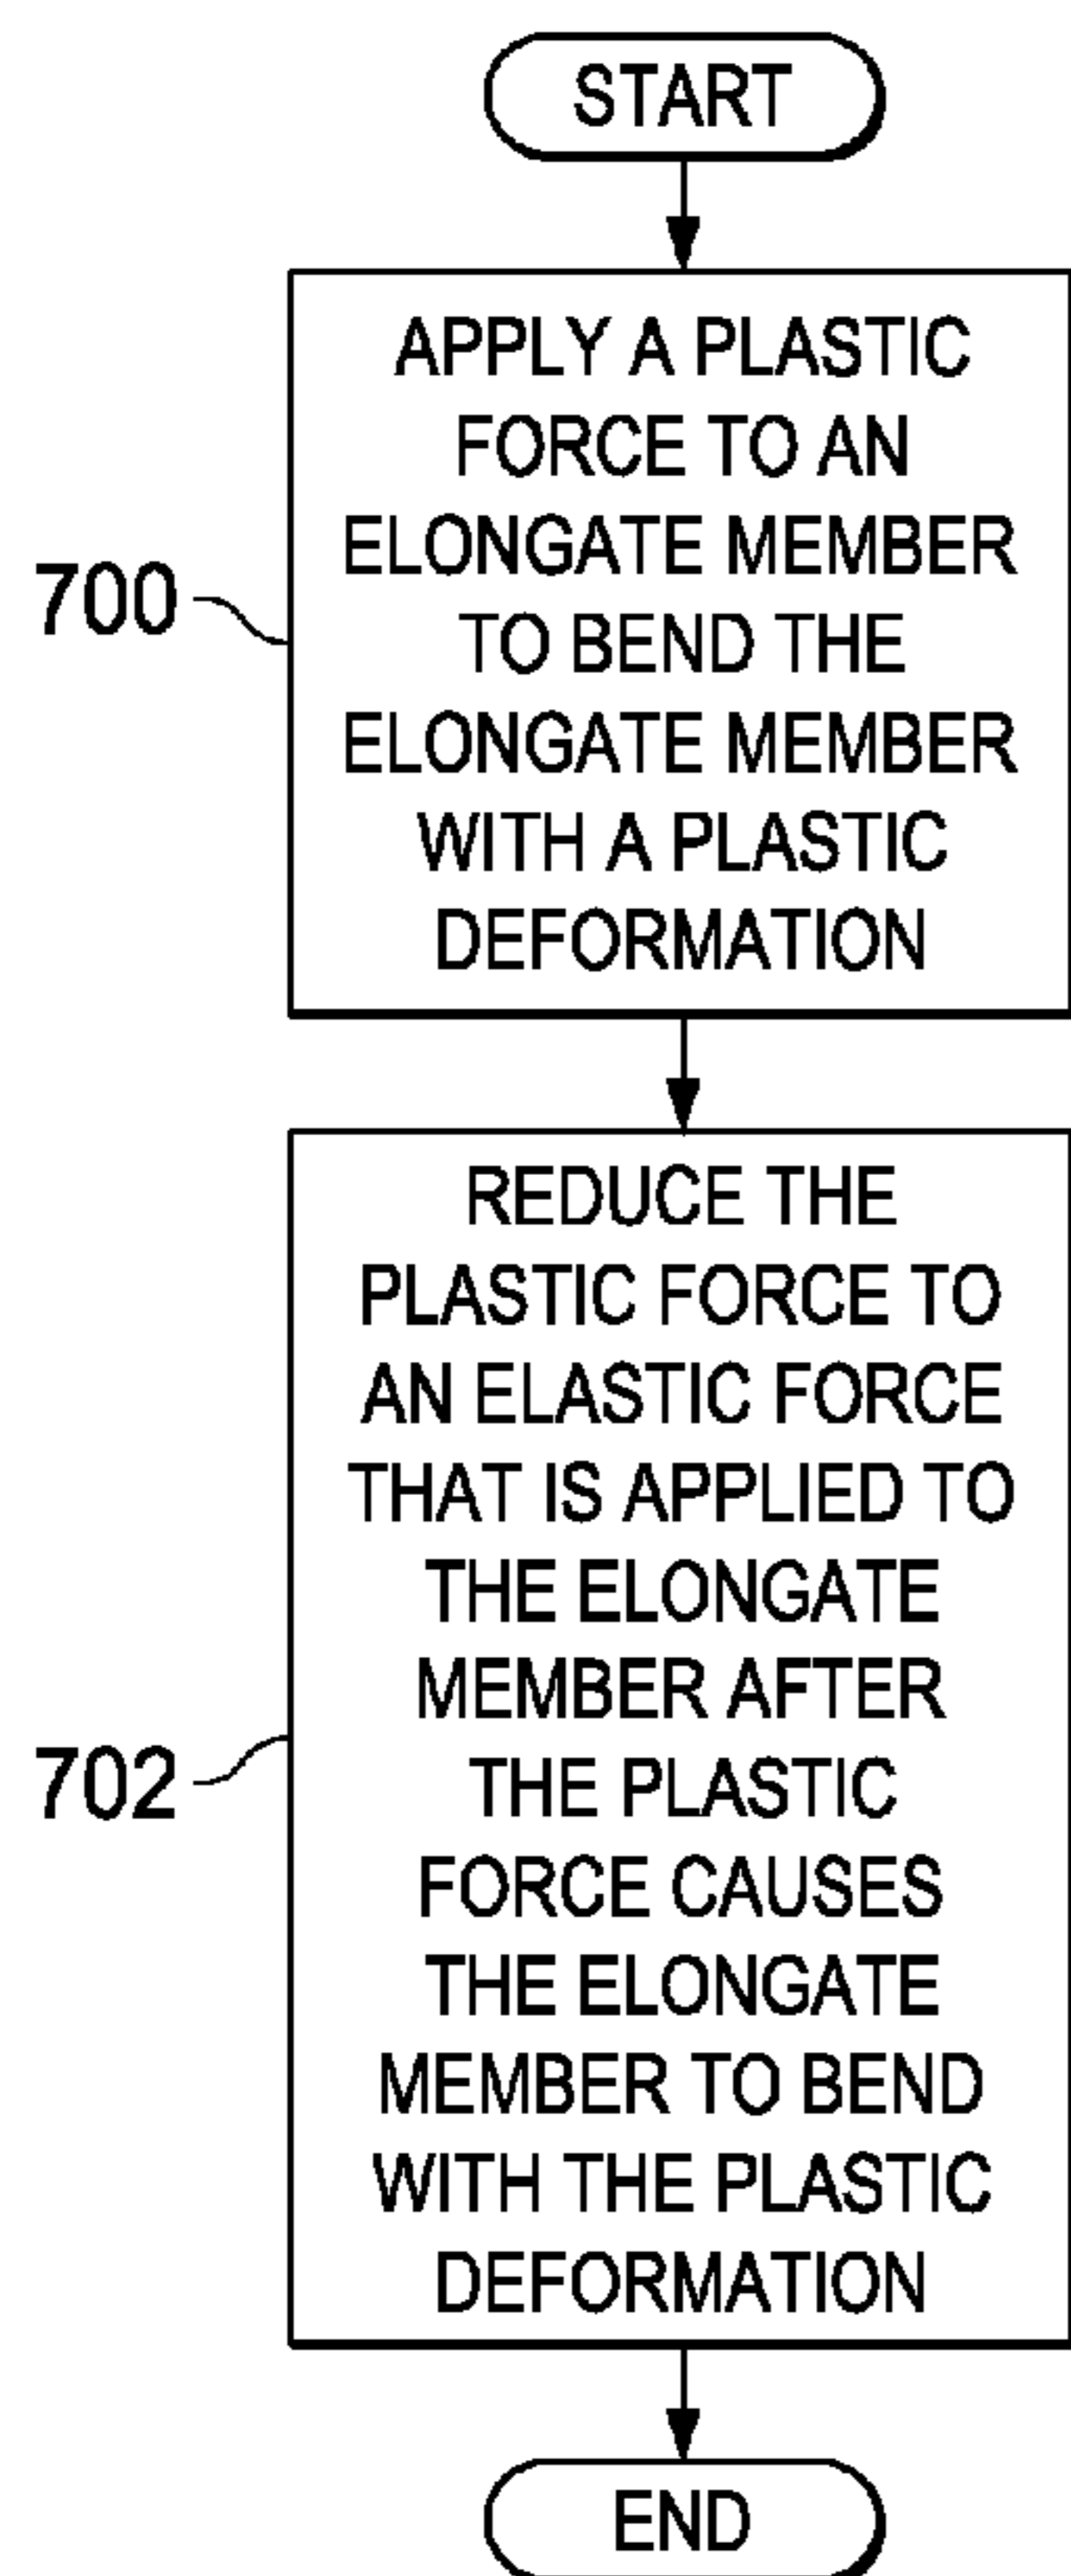 START
APPLY A PLASTIC
FORCE TO AN
ELONGATE MEMBER
TO BEND THE
ELONGATE MEMBER
WITH A PLASTIC
DEFORMATION
700
REDUCE THE
PLASTIC FORCE TO
AN ELASTIC FORCE
THAT IS APPLIED TO
THE ELONGATE
MEMBER AFTER
THE PLASTIC
FORCE CAUSES
THE ELONGATE
MEMBER TO BEND
WITH THE PLASTIC
DEFORMATION
702
END